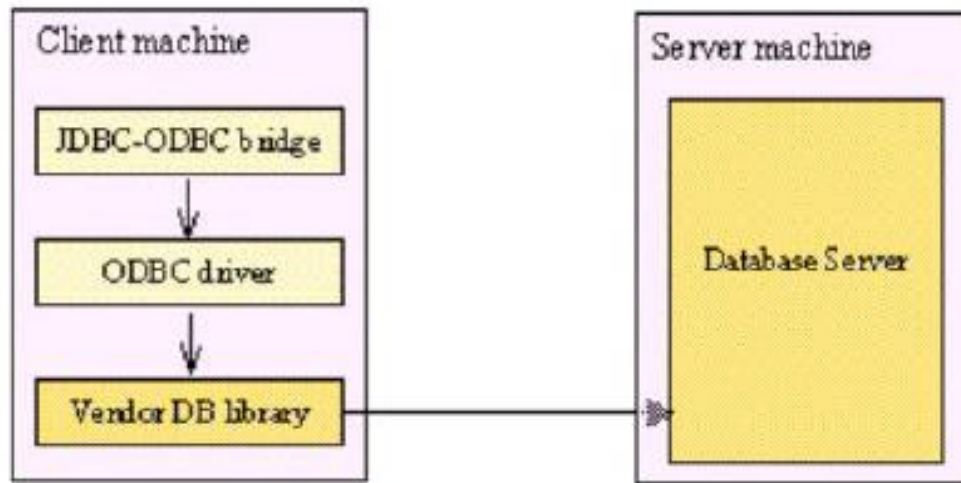 Client machine
JDBC-ODBC bridge
ODBC driver
Vendor DB library
Server machine
Database Server